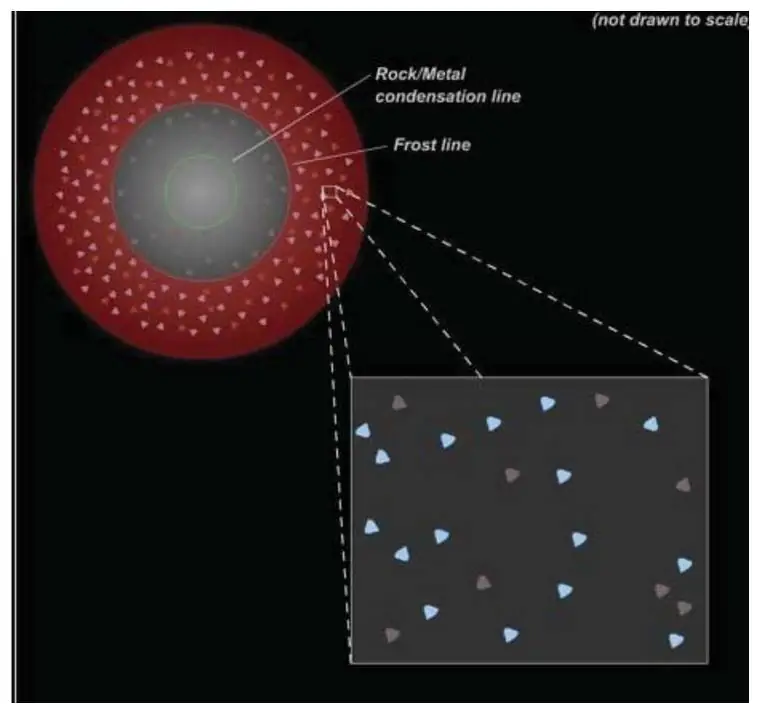 (not drawn to scale
Rock/Metal
condensation line
Frost line